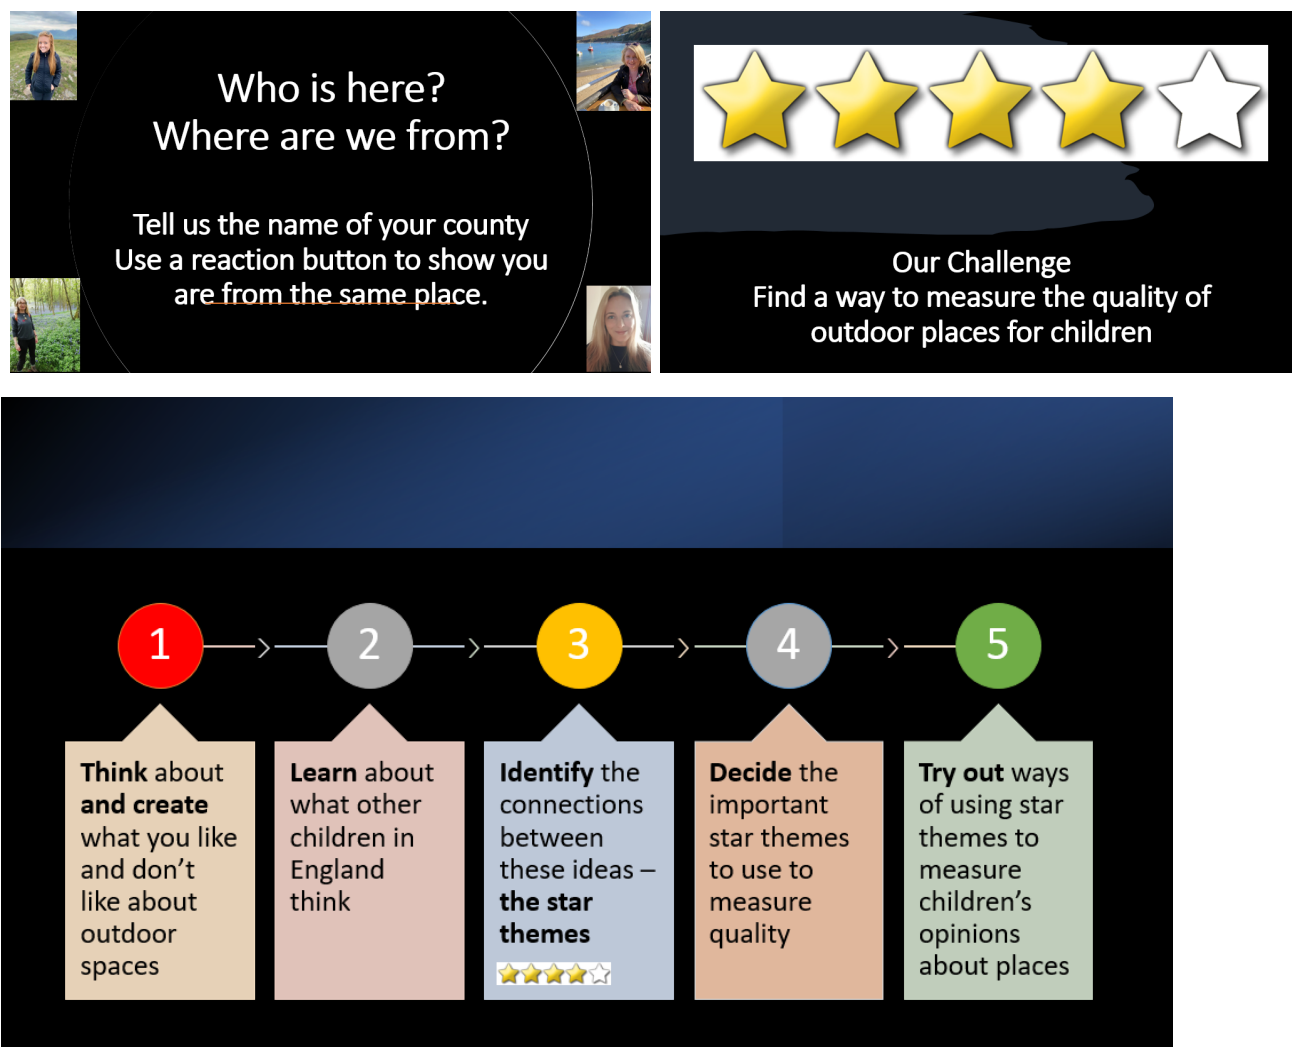 Who is here?
Where are we from?
Tell us the name of your county
Use a reaction button to show you
are from the same place.
Our Challenge
Find a way to measure the quality of
outdoor places for children
1
2
3
4
5
Think about
and create
what you like
and don't
like about
outdoor
spaces
Learn about
what other
children in
England
think
Identify the
connections
between
these ideas –
the star
themes
Decide the
important
star themes
to use to
measure
quality
Try out ways
of using star
themes to
measure
children's
opinions
about places